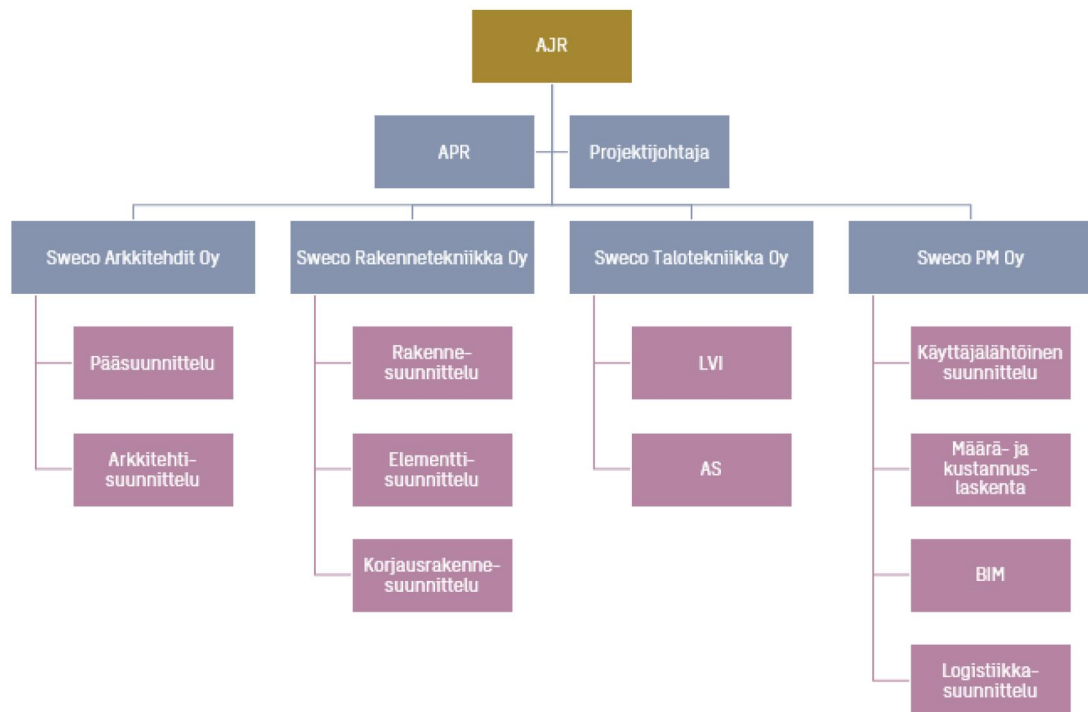 AJR
APR
Projektijohtaja
Sweco Arkkitehdit Oy
Sweco Rakennetekniikka Oy
Sweco Talotekniikka Oy
Sweco PM Oy
Pääsuunnittelu
Arkkitehti-
suunnittelu
Rakenne-
suunnittelu
Elementti-
suunnittelu
Korjausrakenne-
suunnittelu
LVI
AS
Käyttäjälähtöinen
suunnittelu
Määrä- ja
kustannus-
laskenta
BIM
Logistiikka-
suunnittelu